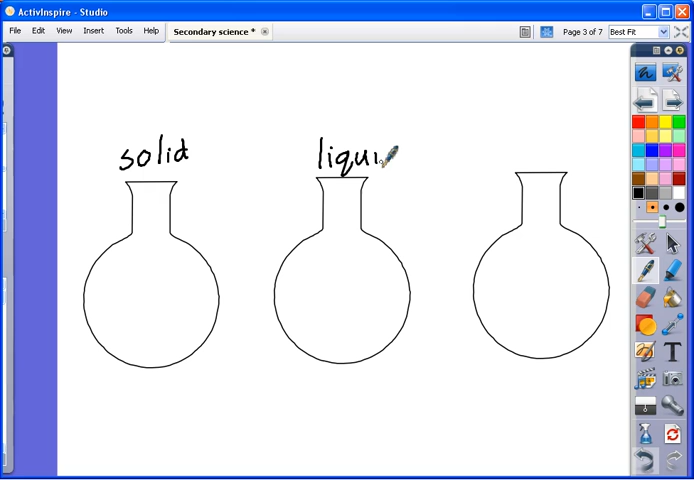 ActivInspire - Studio
File Edit View Insert Tools Help Secondary science * Page 3 of 7 Best Fit
solid liqui
T